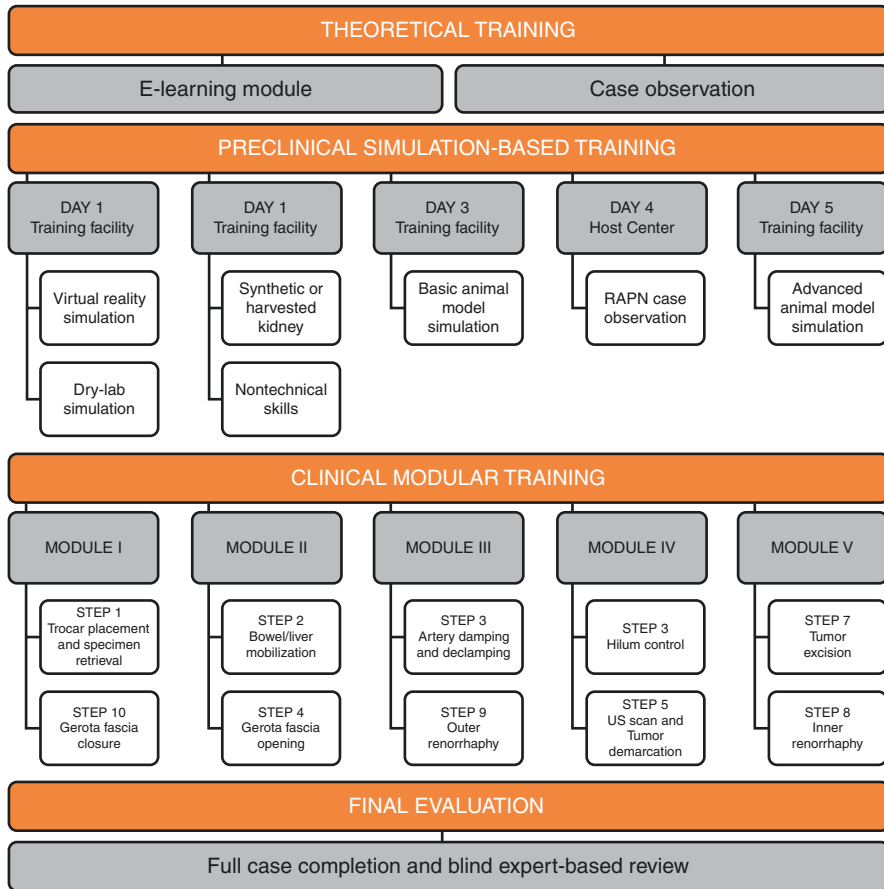 THEORETICAL TRAINING
E-learning module
Case observation
PRECLINICAL SIMULATION-BASED TRAINING
DAY 1
Training facility
DAY 1
Training facility
DAY 3
Training facility
DAY 4
Host Center
DAY 5
Training facility
Virtual reality
simulation
Synthetic or
harvested
kidney
Basic animal
model
simulation
RAPN case
observation
Advanced
animal model
simulation
Dry-lab
simulation
Nontechnical
skills
CLINICAL MODULAR TRAINING
MODULE I
MODULE II
MODULE III
MODULE IV
MODULE V
STEP 1
Trocar placement
and specimen
retrieval
STEP 2
Bowel/liver
mobilization
STEP 3
Artery damping
and declamping
STEP 3
Hilum control
STEP 7
Tumor
excision
STEP 10
Gerota fascia
closure
STEP 4
Gerota fascia
opening
STEP 9
Outer
renorrhaphy
STEP 5
US scan and
Tumor
demarcation
STEP 8
Inner
renorrhaphy
FINAL EVALUATION
Full case completion and blind expert-based review